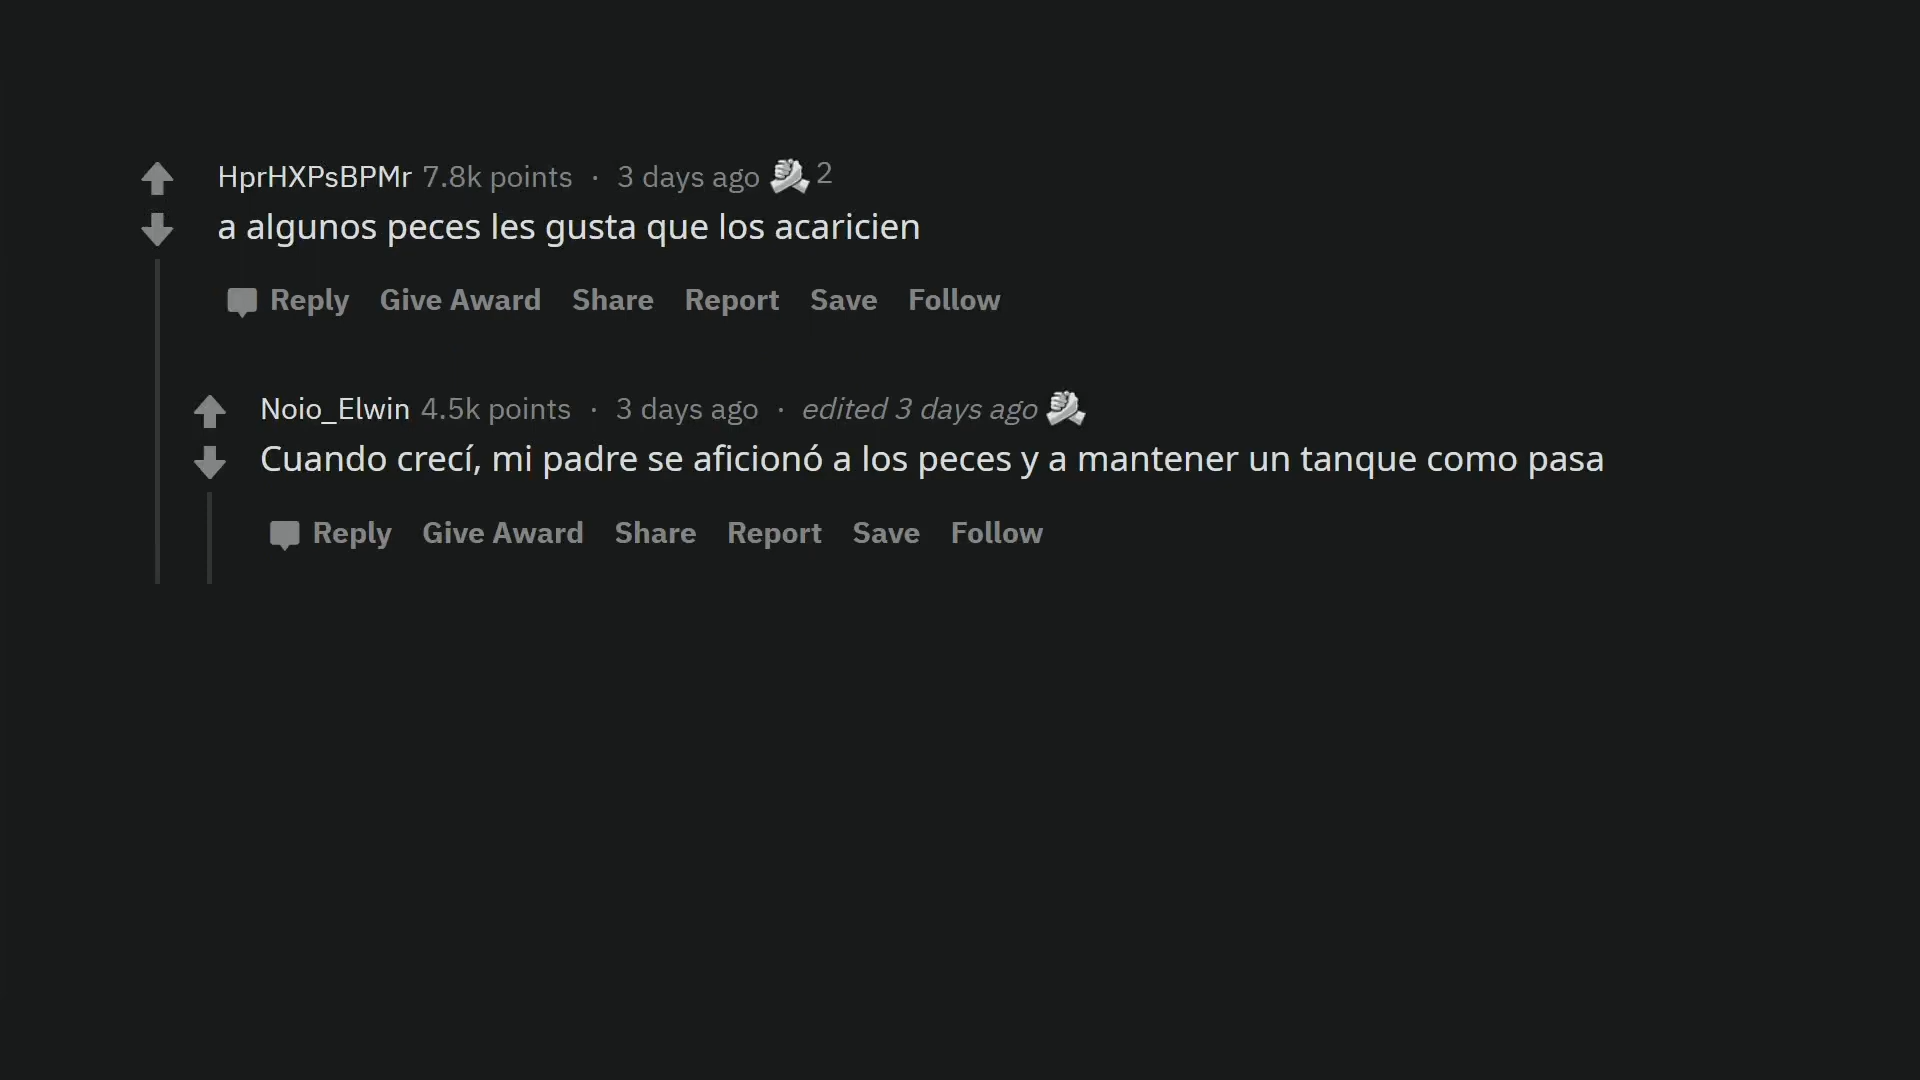 HprHXPsBPMr 7.8k points · 3 days ago 2
a algunos peces les gusta que los acaricien
Reply Give Award Share Report Save Follow
Noio_Elwin 4.5k points · 3 days ago · edited 3 days ago
Cuando crecí, mi padre se aficionó a los peces y a mantener un tanque como pasa
Reply Give Award Share Report Save Follow